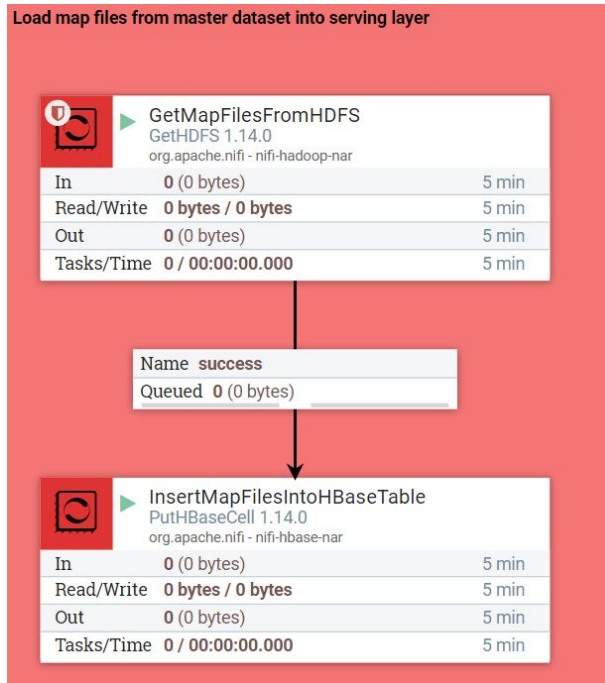 Load map files from master dataset into serving layer
GetMapFilesFromHDFS
GetHDFS 1.14.0
org.apache.nifi - nifi-hadoop-nar
In 0 (0 bytes) 5 min
Read/Write 0 bytes / 0 bytes 5 min
Out 0 (0 bytes) 5 min
Tasks/Time 0 / 00:00:00.000 5 min
Name success
Queued 0 (0 bytes)
InsertMapFilesIntoHBaseTable
PutHBaseCell 1.14.0
org.apache.nifi - nifi-hbase-nar
In 0 (0 bytes) 5 min
Read/Write 0 bytes / 0 bytes 5 min
Out 0 (0 bytes) 5 min
Tasks/Time 0 / 00:00:00.000 5 min